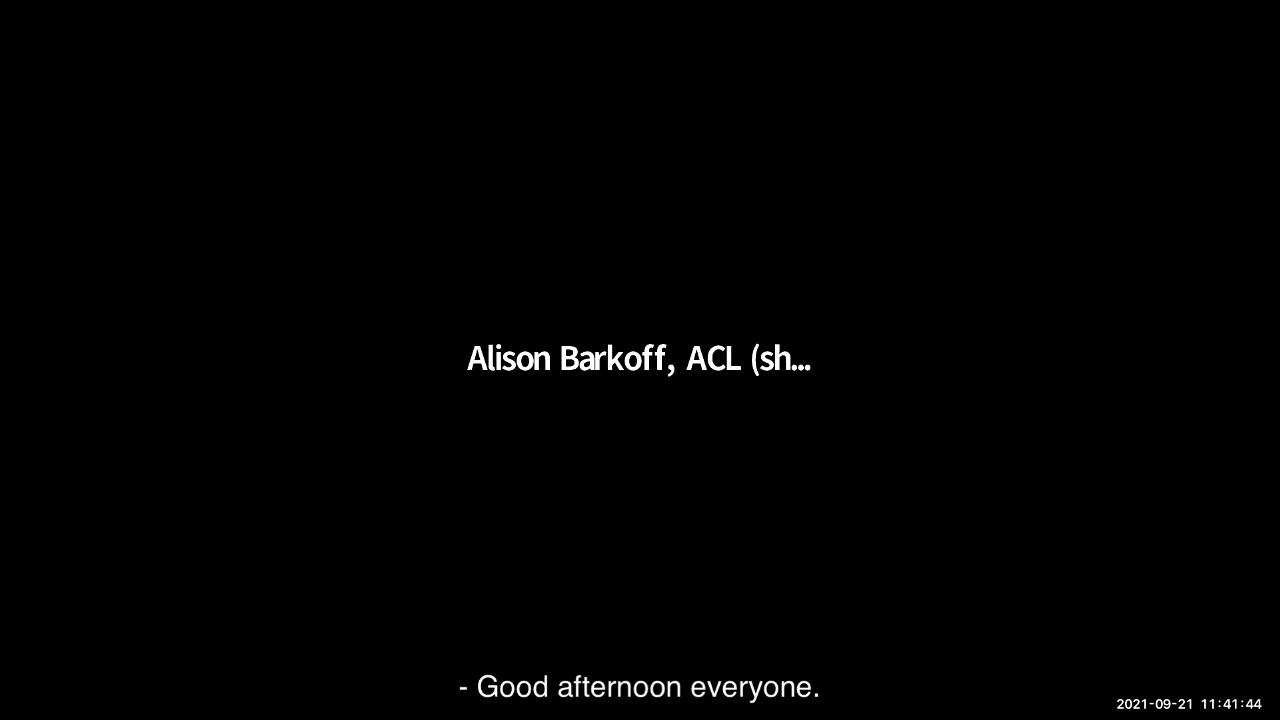 Alison Barkoff, ACL (sh...
- Good afternoon everyone.
2021-09-21 11:41:44